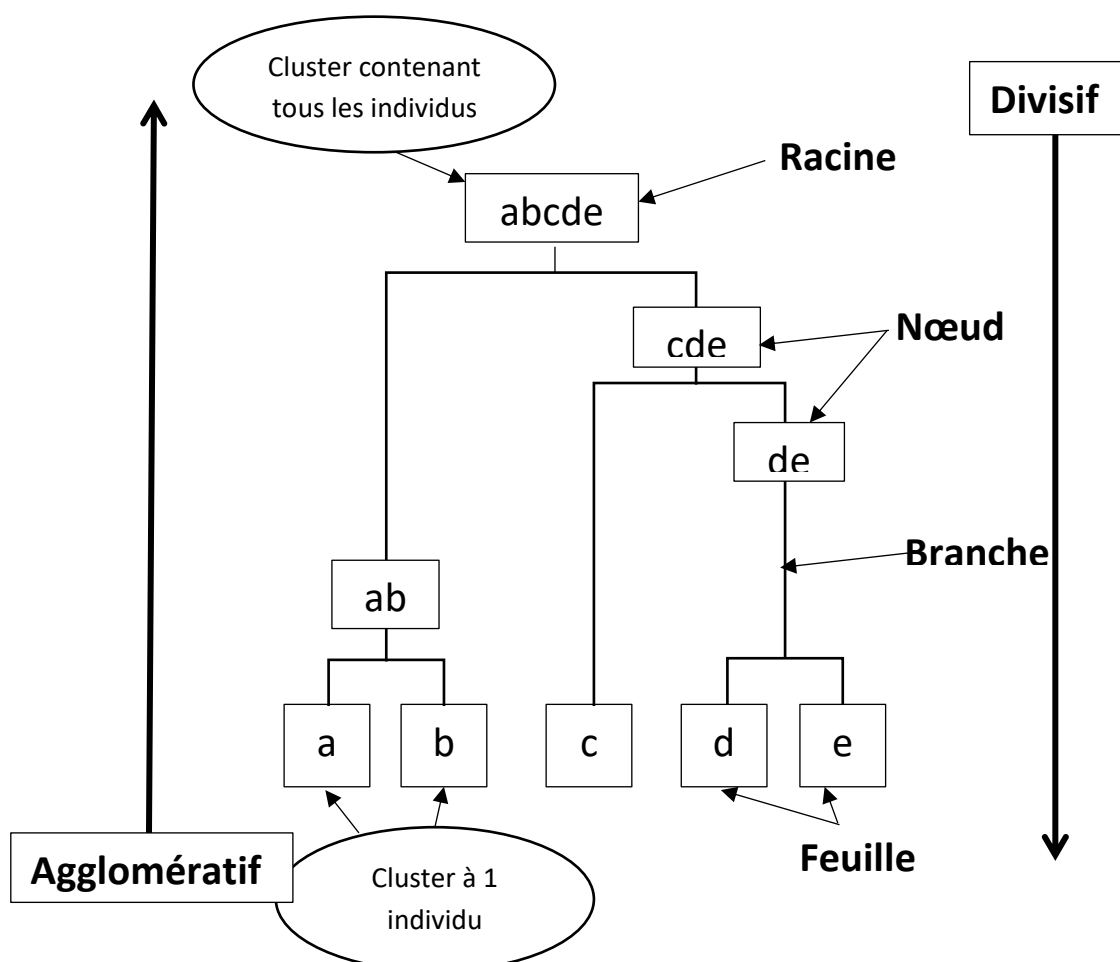 Cluster contenant
tous les individus
Divisif
Racine
abcde
Nœud
cde
de
Branche
ab
a
b
c
d
e
Feuille
Agglomératif
Cluster à 1
individu